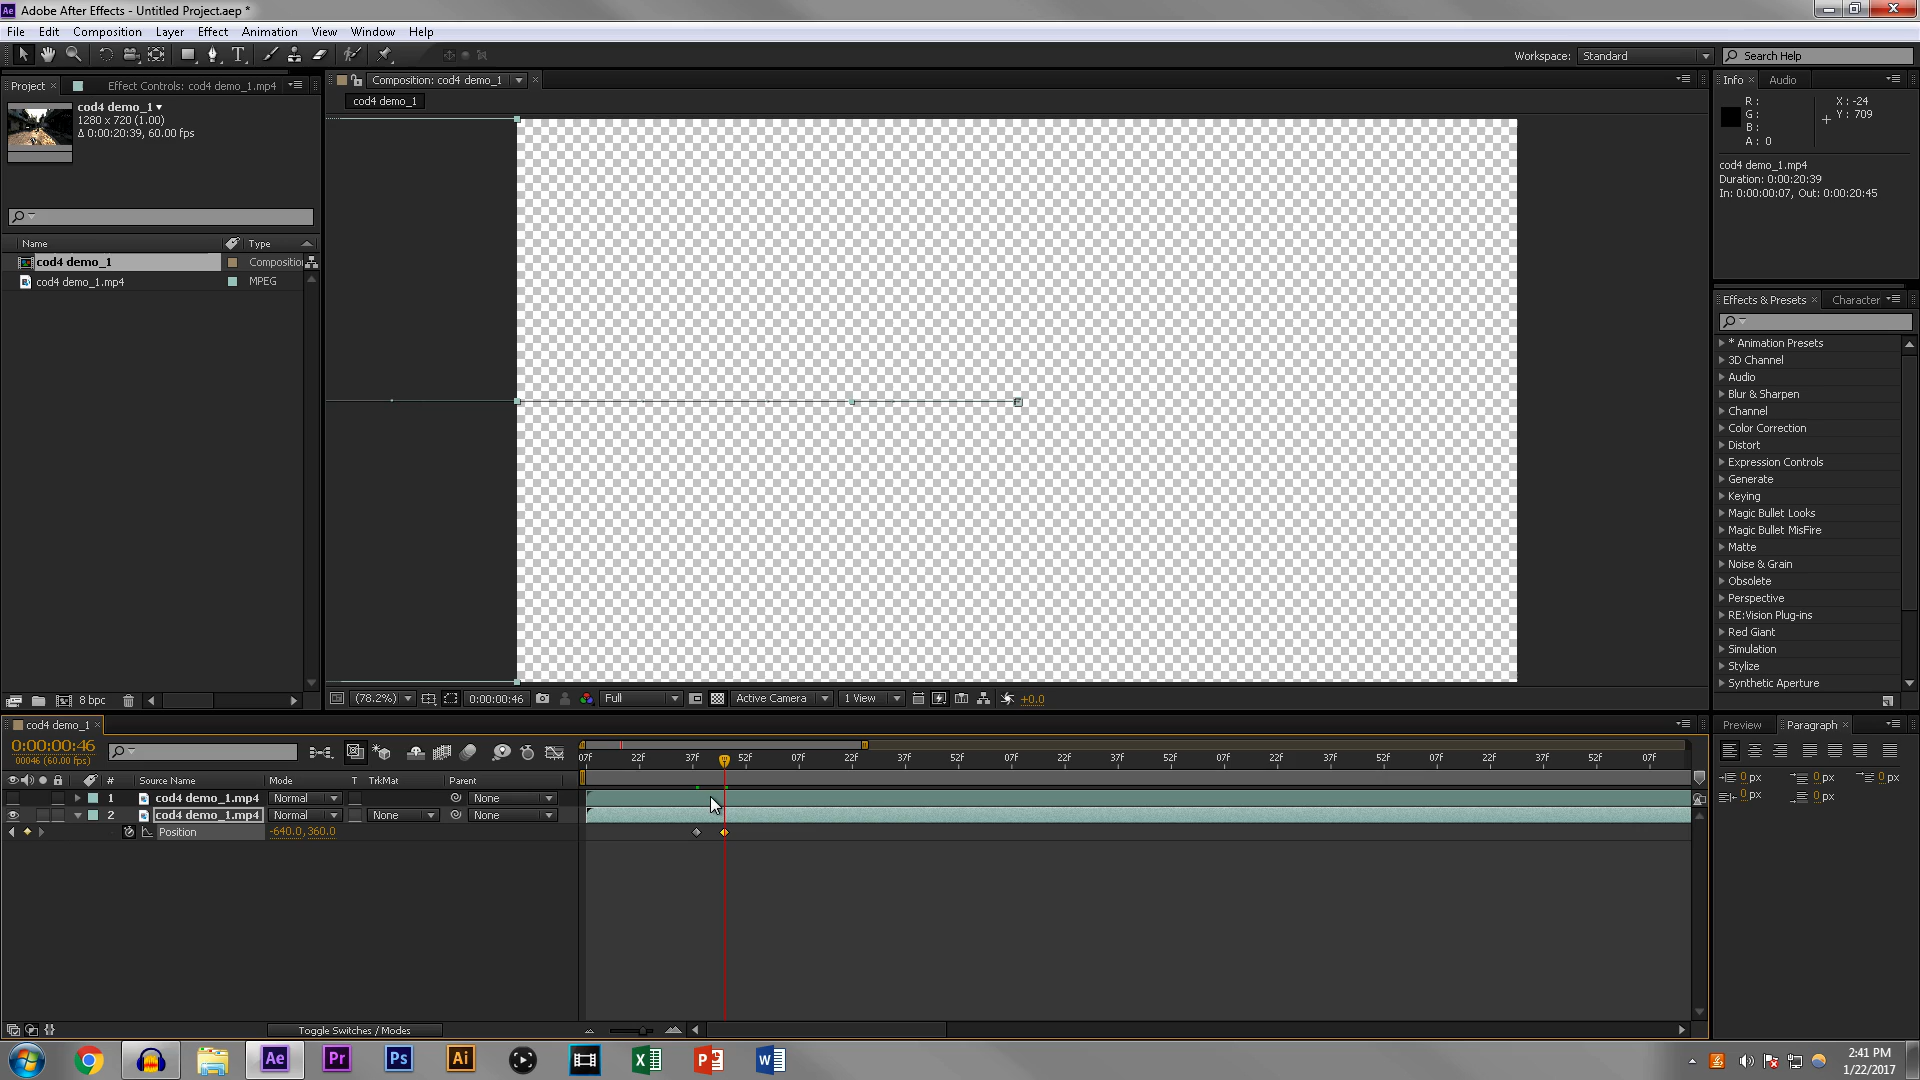 Adobe After Effects - Untitled Project.aep *
File Edit Composition Layer Effect Animation View Window Help
Workspace: Standard Search Help
Project Effect Controls: cod4 demo_1.mp4
cod4 demo_1
1280 x 720 (1.00)
Δ 0:00:20:39, 60.00 fps
Name Type
cod4 demo_1 Compositio
cod4 demo_1.mp4 MPEG
8 bpc
Composition: cod4 demo_1
cod4 demo_1
(78.2%) 0:00:00:46 Full Active Camera 1 View +0.0
Info Audio
R : X : -24
G : Y : 709
B :
A : 0
cod4 demo_1.mp4
Duration: 0:00:20:39
In: 0:00:00:07, Out: 0:00:20:45
Effects & Presets Character
* Animation Presets
3D Channel
Audio
Blur & Sharpen
Channel
Color Correction
Distort
Expression Controls
Generate
Keying
Magic Bullet Looks
Magic Bullet MisFire
Matte
Noise & Grain
Obsolete
Perspective
RE:Vision Plug-ins
Red Giant
Simulation
Stylize
Synthetic Aperture
Preview Paragraph
0 px 0 px 0 px
0 px 0 px
cod4 demo_1
0:00:00:46
00046 (60.00 fps)
07f 22f 37f 52f 07f 22f 37f 52f 07f 22f 37f 52f 07f 22f 37f 52f 07f 22f 37f 52f 07f
# Source Name Mode T TrkMat Parent
1 cod4 demo_1.mp4 Normal None
2 cod4 demo_1.mp4 Normal None None
Position -640.0, 360.0
Toggle Switches / Modes
Ae Pr Ps Ai
2:41 PM
1/22/2017